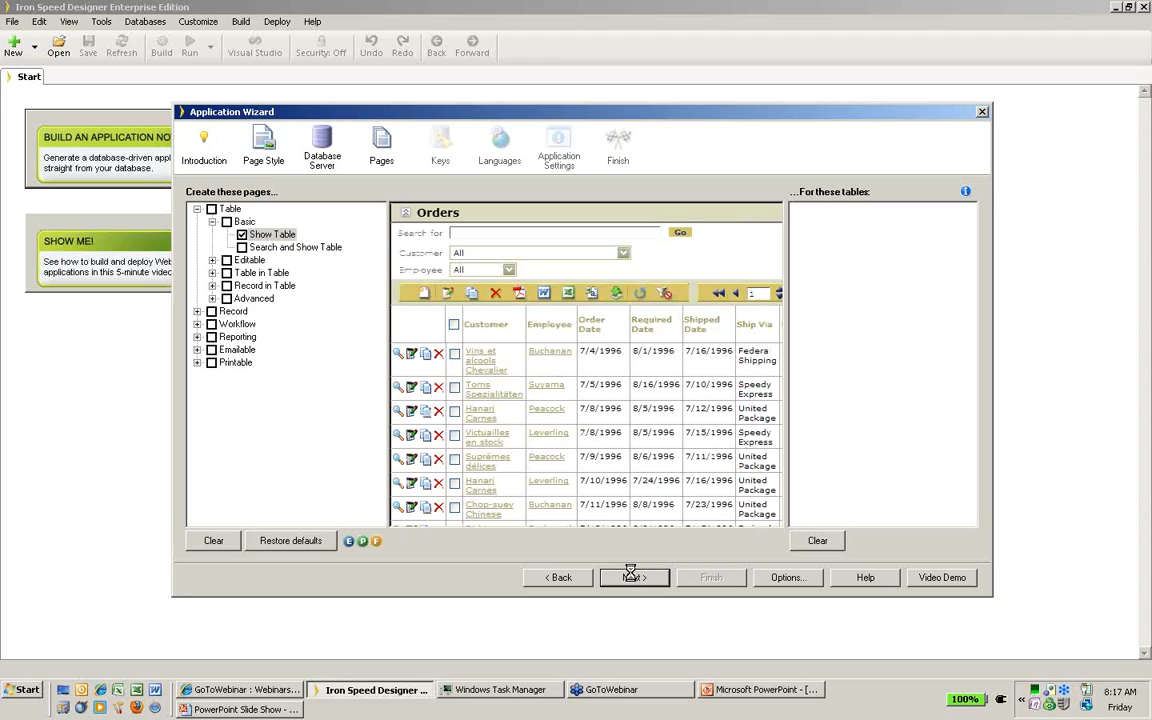 Iron Speed Designer Enterprise Edition
File Edit View Tools Databases Customize Build Deploy Help
New Open Save Refresh Build Run Visual Studio Security: Off Undo Redo Back Forward
Start
BUILD AN APPLICATION NO
Generate a database-driven appl
straight from your database.
SHOW ME!
See how to build and deploy Web
applications in this 5-minute video
Application Wizard
Introduction Page Style Database Server Pages Keys Languages Application Settings Finish
Create these pages...
...For these tables:
Table
Basic
Show Table
Search and Show Table
Editable
Table in Table
Record in Table
Advanced
Record
Workflow
Reporting
Emailable
Printable
Orders
Search for Go
Customer All
Employee All
1
Customer Employee Order Date Required Date Shipped Date Ship Via
Vins et alcools Chevalier Buchanan 7/4/1996 8/1/1996 7/16/1996 Federa Shipping
Toms Spezialitäten Suyama 7/5/1996 8/16/1996 7/10/1996 Speedy Express
Hanari Carnes Peacock 7/8/1996 8/5/1996 7/12/1996 United Package
Victuailles en stock Leverling 7/8/1996 8/5/1996 7/15/1996 Speedy Express
Suprêmes délices Peacock 7/9/1996 8/6/1996 7/11/1996 United Package
Hanari Carnes Leverling 7/10/1996 7/24/1996 7/16/1996 United Package
Chop-suey Chinese Buchanan 7/11/1996 8/8/1996 7/23/1996 United Package
Clear Restore defaults E P F Clear
< Back Finish Options... Help Video Demo
Start GoToWebinar : Webinars... Iron Speed Designer ... Windows Task Manager GoToWebinar Microsoft PowerPoint - [... 100% 8:17 AM
PowerPoint Slide Show - ... Friday